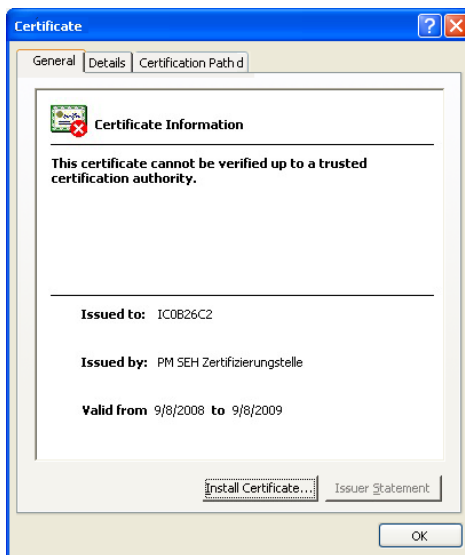 Certificate
General Details Certification Path d
Certificate Information
This certificate cannot be verified up to a trusted
certification authority.
Issued to: IC0B26C2
Issued by: PM SEH Zertifizierungstelle
Valid from 9/8/2008 to 9/8/2009
Install Certificate... Issuer Statement
OK